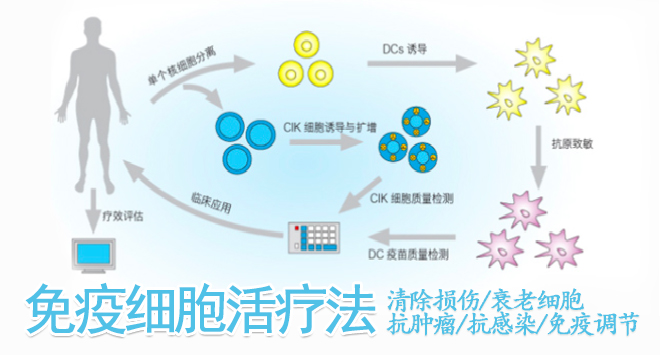 单个核细胞分离
DCs 诱导
CIK 细胞诱导与扩增
抗原致敏
CIK 细胞质量检测
临床应用
疗效评估
DC 疫苗质量检测
免疫细胞活疗法
清除损伤/衰老细胞
抗肿瘤/抗感染/免疫调节